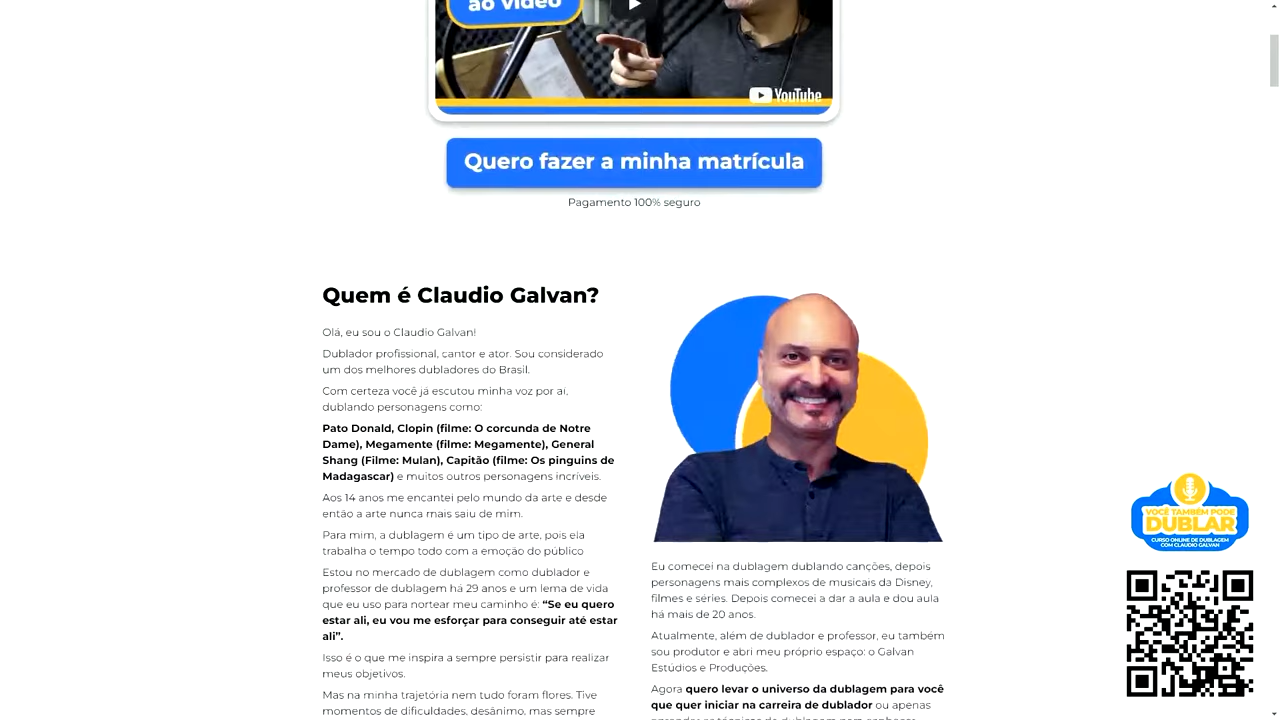 ao vídeo
YouTube
Quero fazer a minha matrícula
Pagamento 100% seguro
Quem é Claudio Galvan?
Olá, eu sou o Claudio Galvan!
Dublador profissional, cantor e ator. Sou considerado
um dos melhores dubladores do Brasil.
Com certeza você já escutou minha voz por aí,
dublando personagens como:
Pato Donald, Clopin (filme: O corcunda de Notre
Dame), Megamente (filme: Megamente), General
Shang (Filme: Mulan), Capitão (filme: Os pinguins de
Madagascar) e muitos outros personagens incríveis.
Aos 14 anos me encantei pelo mundo da arte e desde
então a arte nunca mais saiu de mim.
Para mim, a dublagem é um tipo de arte, pois ela
trabalha o tempo todo com a emoção do público
Estou no mercado de dublagem como dublador e
professor de dublagem há 29 anos e um lema de vida
que eu uso para nortear meu caminho é: “Se eu quero
estar ali, eu vou me esforçar para conseguir até estar
ali”.
Isso é o que me inspira a sempre persistir para realizar
meus objetivos.
Mas na minha trajetória nem tudo foram flores. Tive
momentos de dificuldades, desânimo, mas sempre
Eu comecei na dublagem dublando canções, depois
personagens mais complexos de musicais da Disney,
filmes e séries. Depois comecei a dar a aula e dou aula
há mais de 20 anos.
Atualmente, além de dublador e professor, eu também
sou produtor e abri meu próprio espaço: o Galvan
Estúdios e Produções.
Agora quero levar o universo da dublagem para você
que quer iniciar na carreira de dublador ou apenas
VOCÊ TAMBÉM PODE
DUBLAR
CURSO ONLINE DE DUBLAGEM
COM CLAUDIO GALVAN